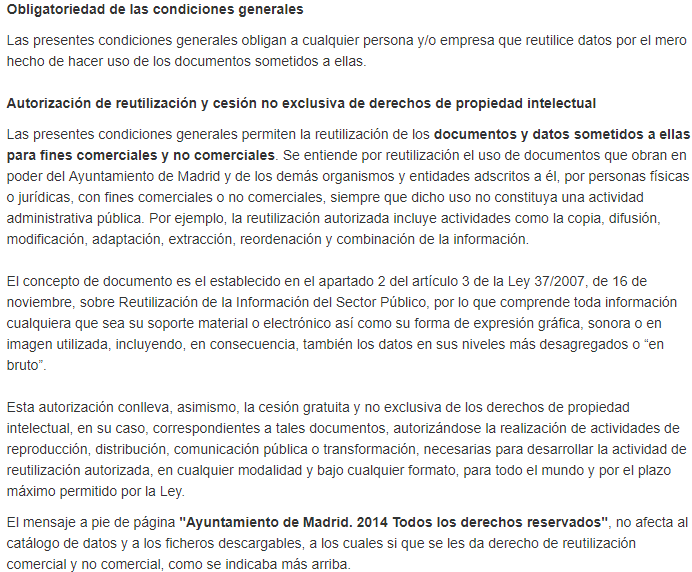 Obligatoriedad de las condiciones generales
Las presentes condiciones generales obligan a cualquier persona y/o empresa que reutilice datos por el mero
hecho de hacer uso de los documentos sometidos a ellas.
Autorización de reutilización y cesión no exclusiva de derechos de propiedad intelectual
Las presentes condiciones generales permiten la reutilización de los documentos y datos sometidos a ellas
para fines comerciales y no comerciales. Se entiende por reutilización el uso de documentos que obran en
poder del Ayuntamiento de Madrid y de los demás organismos y entidades adscritos a él, por personas físicas
o jurídicas, con fines comerciales o no comerciales, siempre que dicho uso no constituya una actividad
administrativa pública. Por ejemplo, la reutilización autorizada incluye actividades como la copia, difusión,
modificación, adaptación, extracción, reordenación y combinación de la información.
El concepto de documento es el establecido en el apartado 2 del artículo 3 de la Ley 37/2007, de 16 de
noviembre, sobre Reutilización de la Información del Sector Público, por lo que comprende toda información
cualquiera que sea su soporte material o electrónico así como su forma de expresión gráfica, sonora o en
imagen utilizada, incluyendo, en consecuencia, también los datos en sus niveles más desagregados o “en
bruto”.
Esta autorización conlleva, asimismo, la cesión gratuita y no exclusiva de los derechos de propiedad
intelectual, en su caso, correspondientes a tales documentos, autorizándose la realización de actividades de
reproducción, distribución, comunicación pública o transformación, necesarias para desarrollar la actividad de
reutilización autorizada, en cualquier modalidad y bajo cualquier formato, para todo el mundo y por el plazo
máximo permitido por la Ley.
El mensaje a pie de página "Ayuntamiento de Madrid. 2014 Todos los derechos reservados", no afecta al
catálogo de datos y a los ficheros descargables, a los cuales si que se les da derecho de reutilización
comercial y no comercial, como se indicaba más arriba.